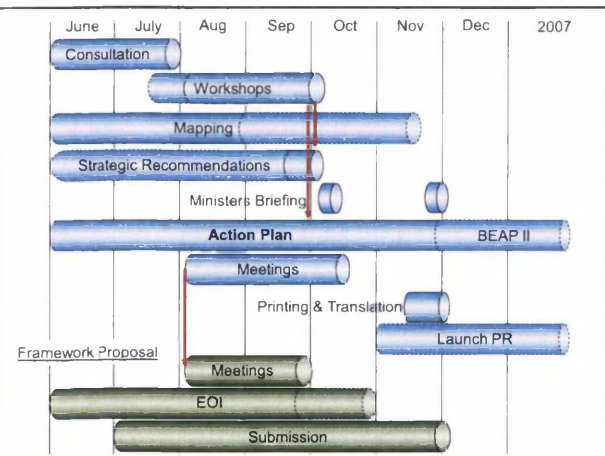 June July Aug Sep Oct Nov Dec 2007
Consultation
Workshops
Mapping
Strategic Recommendations
Ministers Briefing
Action Plan BEAP II
Meetings
Printing & Translation
Launch PR
Framework Proposal
Meetings
EOI
Submission